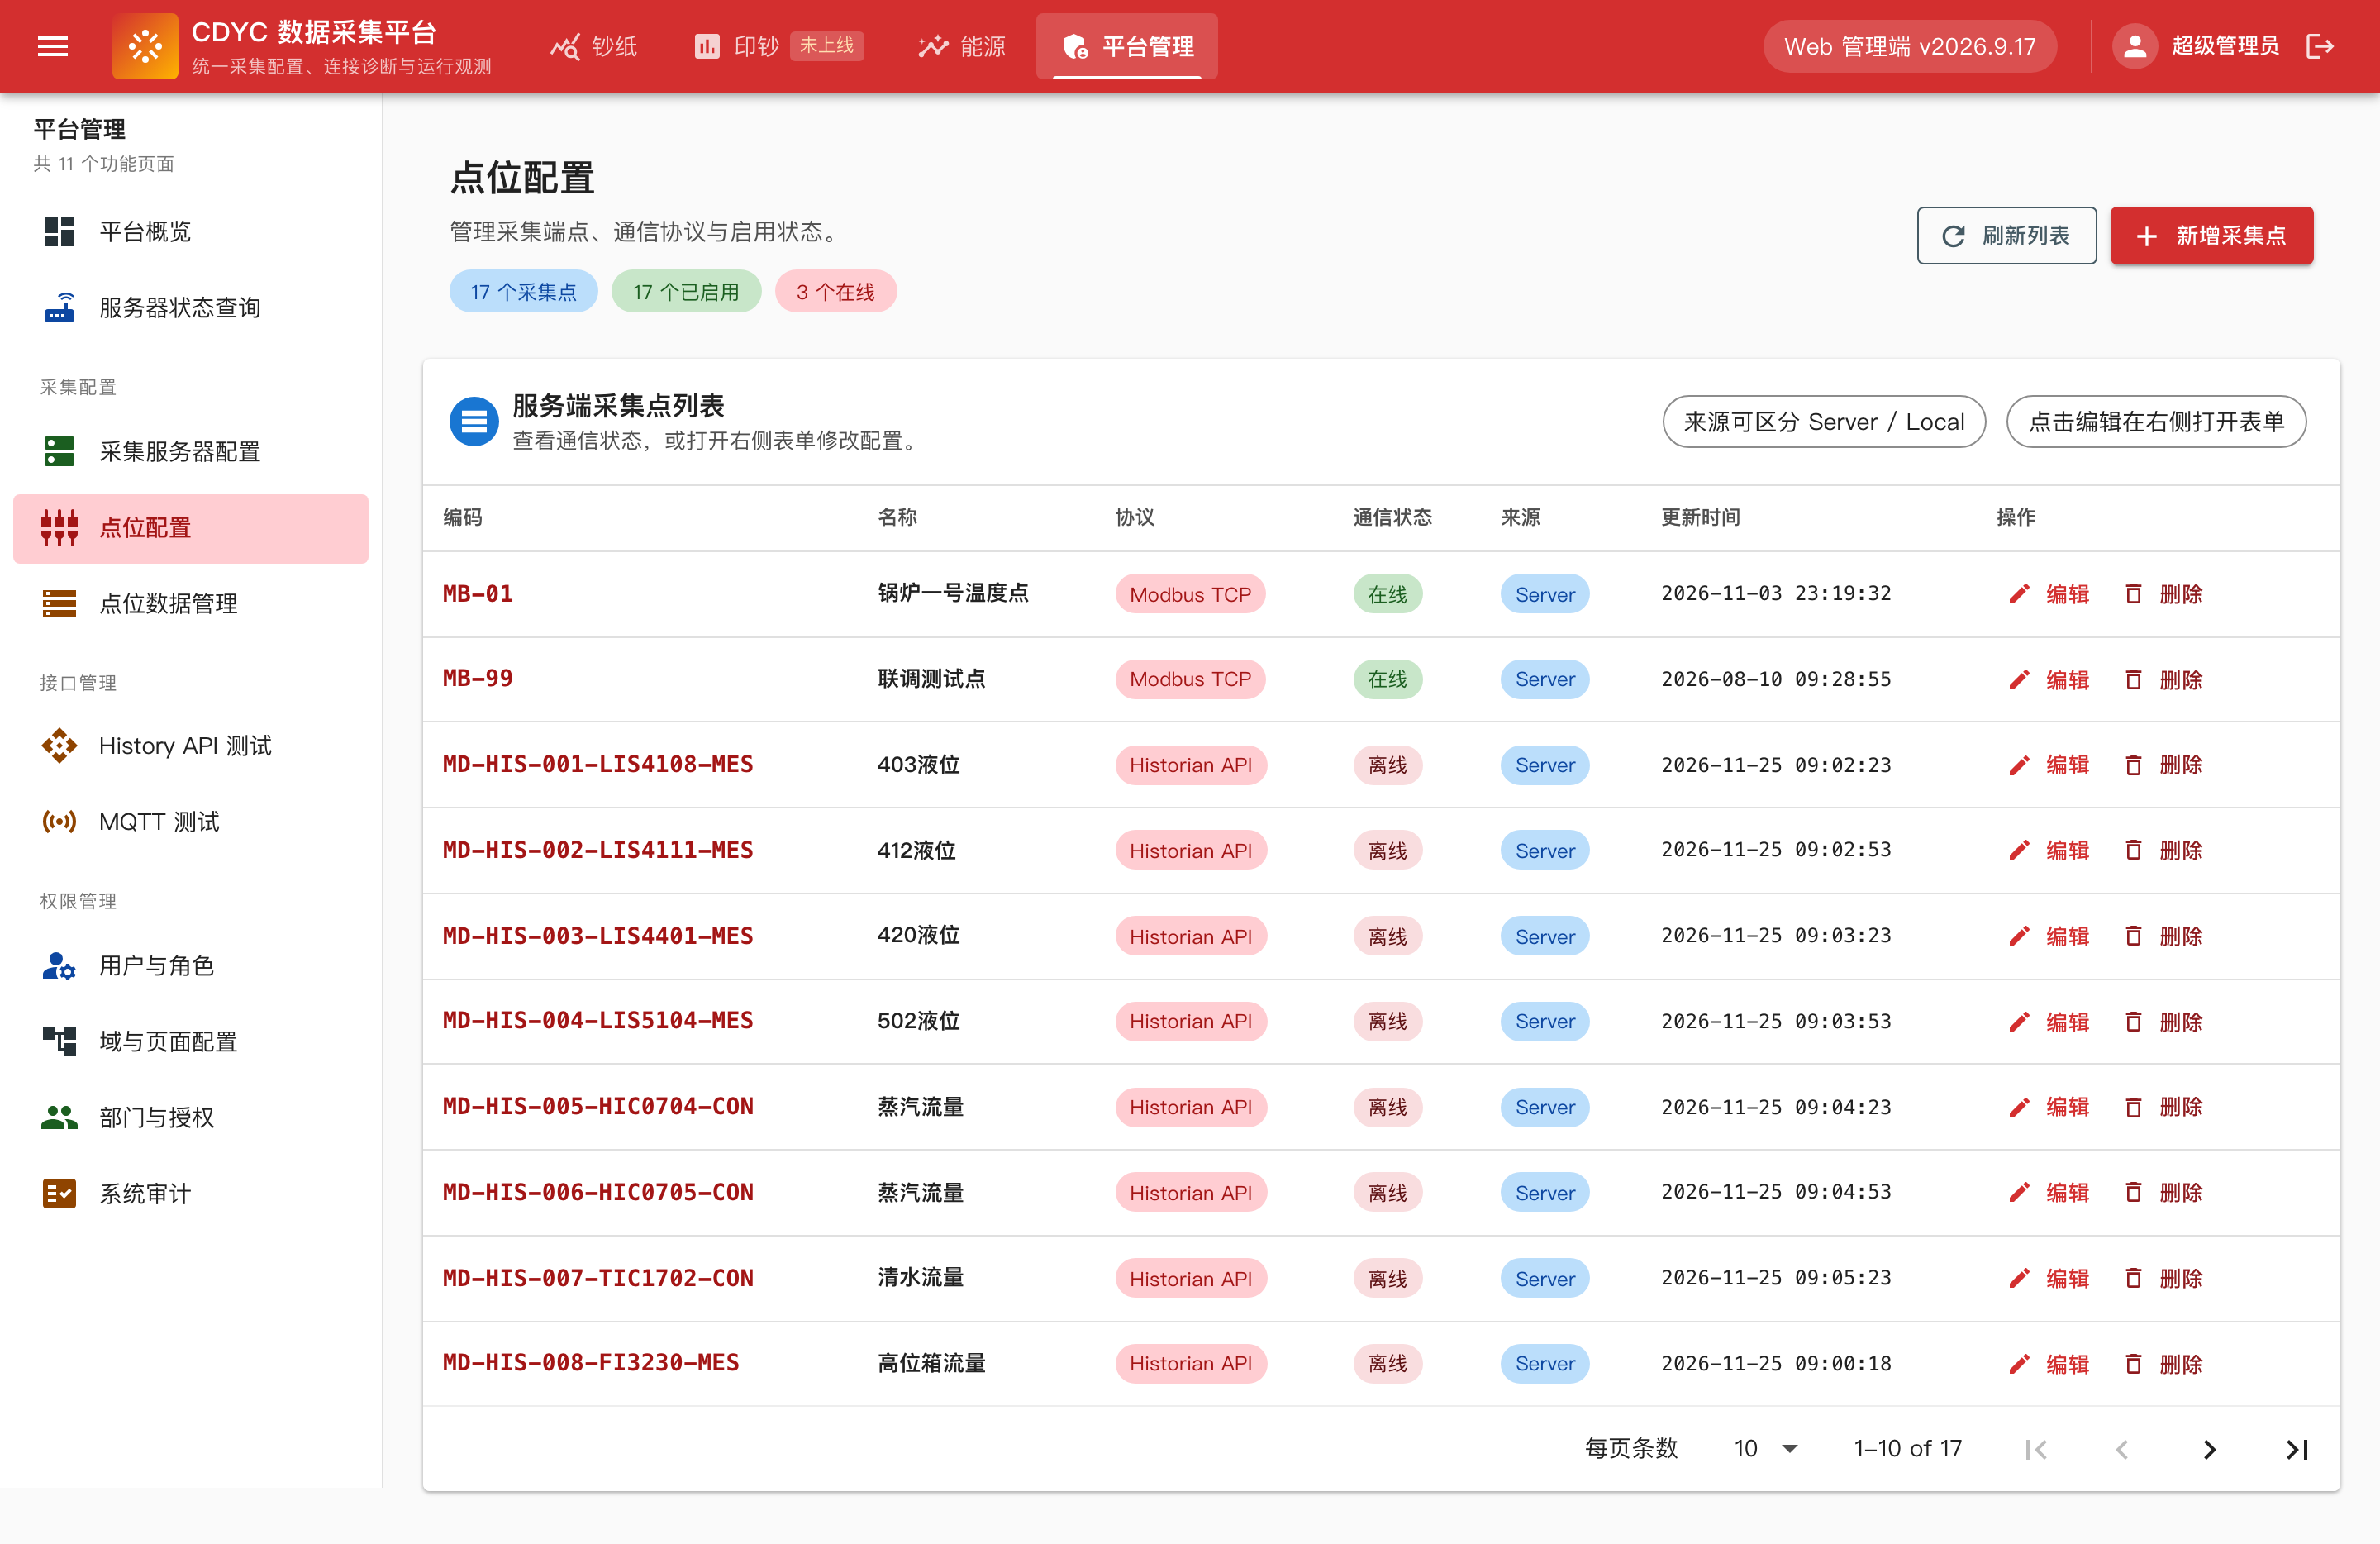 CDYC 数据采集平台
统一采集配置、连接诊断与运行观测
钞纸
印钞 未上线
能源
平台管理
Web 管理端 v2026.9.17
超级管理员
平台管理
共 11 个功能页面
平台概览
服务器状态查询
采集配置
采集服务器配置
点位配置
点位数据管理
接口管理
History API 测试
MQTT 测试
权限管理
用户与角色
域与页面配置
部门与授权
系统审计
点位配置
管理采集端点、通信协议与启用状态。
17 个采集点 17 个已启用 3 个在线
刷新列表
新增采集点
服务端采集点列表
查看通信状态，或打开右侧表单修改配置。
来源可区分 Server / Local
点击编辑在右侧打开表单
编码 名称 协议 通信状态 来源 更新时间 操作
MB-01 锅炉一号温度点 Modbus TCP 在线 Server 2026-11-03 23:19:32 编辑 删除
MB-99 联调测试点 Modbus TCP 在线 Server 2026-08-10 09:28:55 编辑 删除
MD-HIS-001-LIS4108-MES 403液位 Historian API 离线 Server 2026-11-25 09:02:23 编辑 删除
MD-HIS-002-LIS4111-MES 412液位 Historian API 离线 Server 2026-11-25 09:02:53 编辑 删除
MD-HIS-003-LIS4401-MES 420液位 Historian API 离线 Server 2026-11-25 09:03:23 编辑 删除
MD-HIS-004-LIS5104-MES 502液位 Historian API 离线 Server 2026-11-25 09:03:53 编辑 删除
MD-HIS-005-HIC0704-CON 蒸汽流量 Historian API 离线 Server 2026-11-25 09:04:23 编辑 删除
MD-HIS-006-HIC0705-CON 蒸汽流量 Historian API 离线 Server 2026-11-25 09:04:53 编辑 删除
MD-HIS-007-TIC1702-CON 清水流量 Historian API 离线 Server 2026-11-25 09:05:23 编辑 删除
MD-HIS-008-FI3230-MES 高位箱流量 Historian API 离线 Server 2026-11-25 09:00:18 编辑 删除
每页条数 10 1–10 of 17